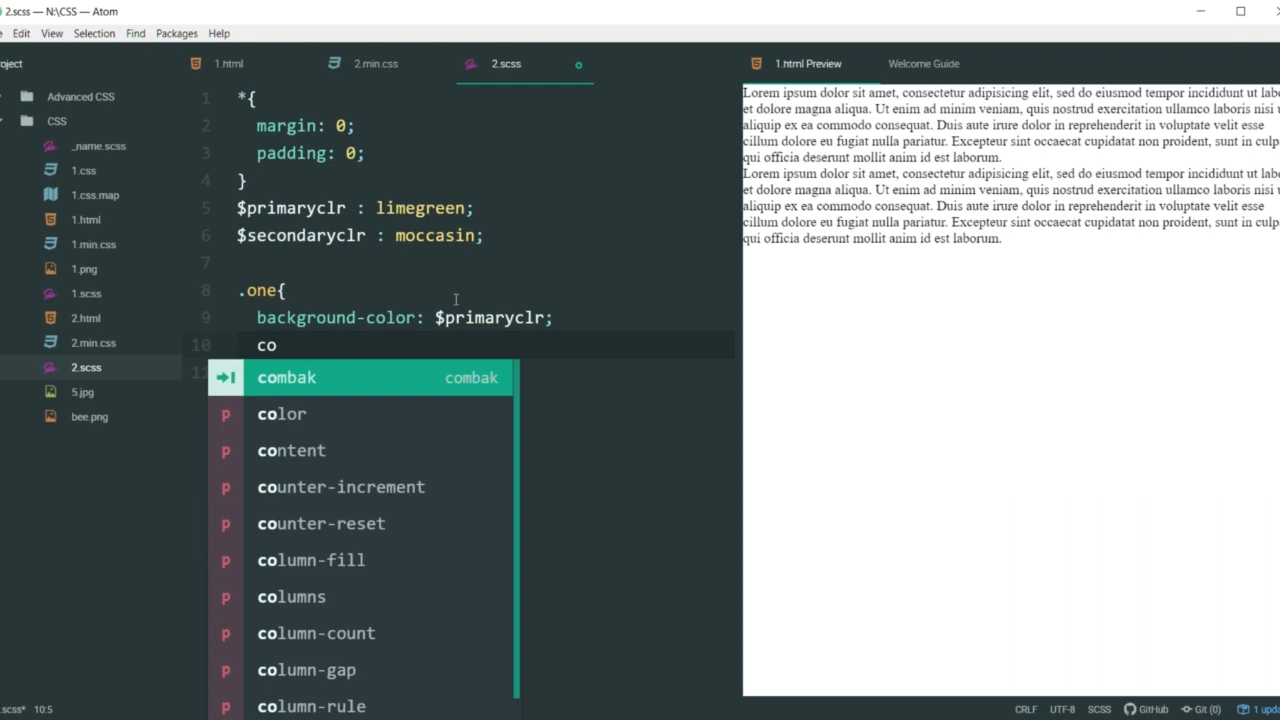 2.scss — N:\CSS — Atom
Edit View Selection Find Packages Help
oject
Advanced CSS
CSS
_name.scss
1.css
1.css.map
1.html
1.min.css
1.png
1.scss
2.html
2.min.css
2.scss
5.jpg
bee.png
1.html 2.min.css 2.scss
1 *{
2 margin: 0;
3 padding: 0;
4 }
5 $primaryclr : limegreen;
6 $secondaryclr : moccasin;
7
8 .one{
9 background-color: $primaryclr;
10 co
combak combak
p color
p content
p counter-increment
p counter-reset
p column-fill
p columns
p column-count
p column-gap
p column-rule
1.html Preview Welcome Guide
Lorem ipsum dolor sit amet, consectetur adipisicing elit, sed do eiusmod tempor incididunt ut labo
et dolore magna aliqua. Ut enim ad minim veniam, quis nostrud exercitation ullamco laboris nisi u
aliquip ex ea commodo consequat. Duis aute irure dolor in reprehenderit in voluptate velit esse
cillum dolore eu fugiat nulla pariatur. Excepteur sint occaecat cupidatat non proident, sunt in culpa
qui officia deserunt mollit anim id est laborum.
Lorem ipsum dolor sit amet, consectetur adipisicing elit, sed do eiusmod tempor incididunt ut labo
et dolore magna aliqua. Ut enim ad minim veniam, quis nostrud exercitation ullamco laboris nisi u
aliquip ex ea commodo consequat. Duis aute irure dolor in reprehenderit in voluptate velit esse
cillum dolore eu fugiat nulla pariatur. Excepteur sint occaecat cupidatat non proident, sunt in culpa
qui officia deserunt mollit anim id est laborum.
.scss* 10:5 CRLF UTF-8 SCSS GitHub Git (0) 1 upda